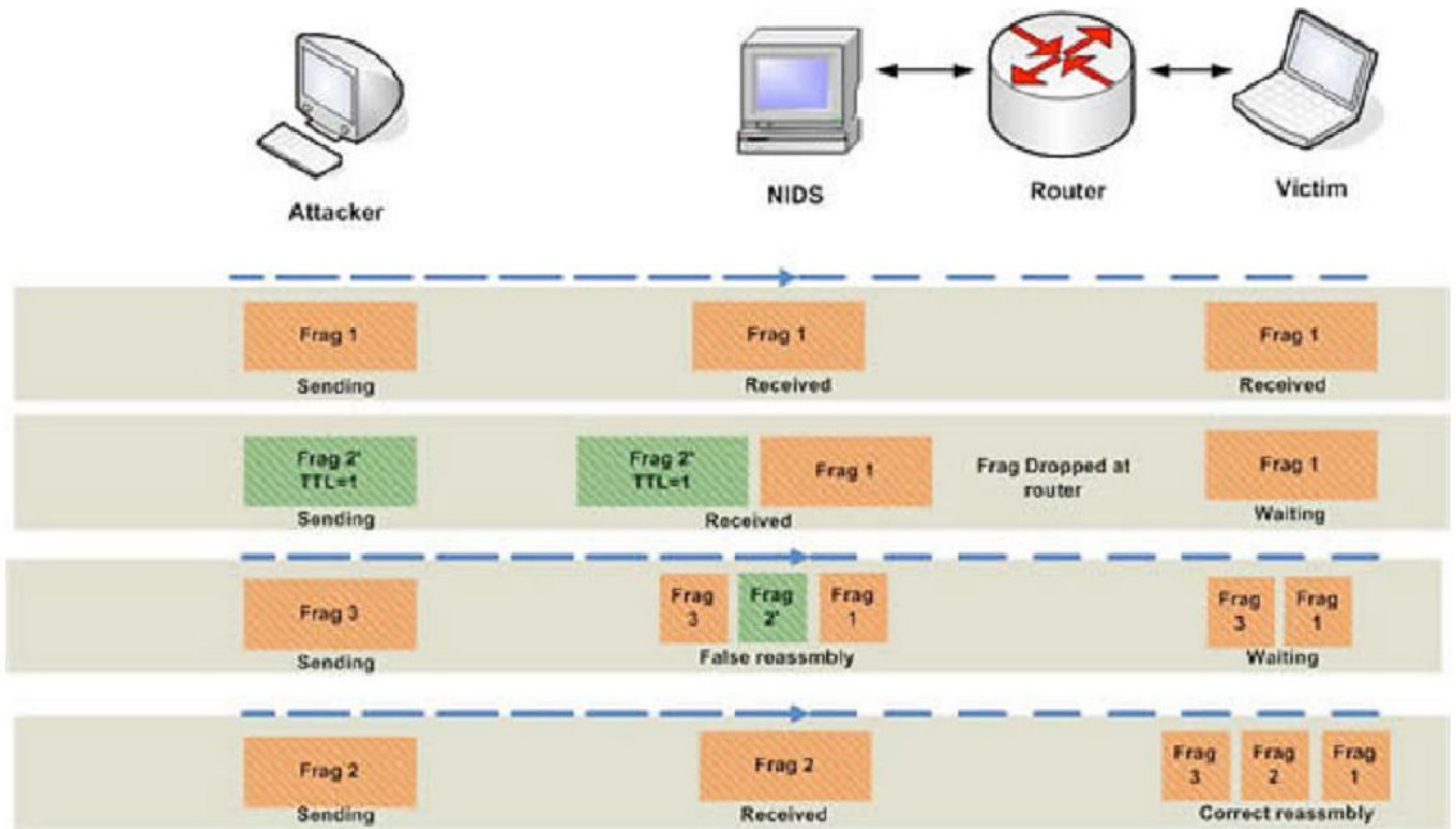 Attacker
NIDS
Router
Victim
Frag 1
Frag 1
Frag 1
Sending
Received
Received
Frag 2'
TTL=1
Frag 2'
TTL=1
Frag 1
Frag Dropped at
router
Frag 1
Sending
Received
Waiting
Frag 3
Frag
3
Frag
2'
Frag
1
Frag
3
Frag
1
Sending
False reassmbly
Waiting
Frag 2
Frag 2
Frag
3
Frag
2
Frag
1
Sending
Received
Correct reassmbly